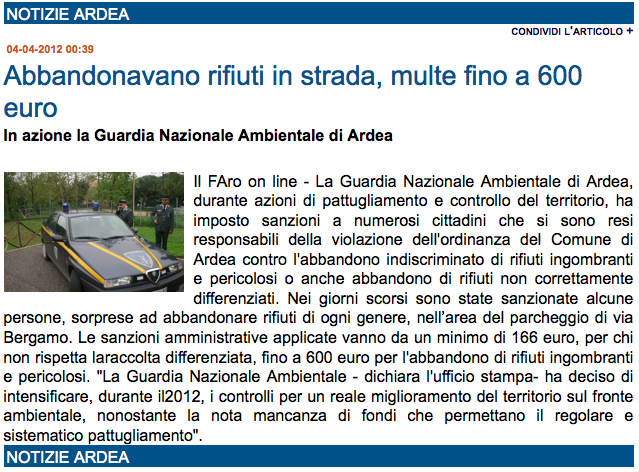 NOTIZIE ARDEA
CONDIVIDI L'ARTICOLO +
04-04-2012 00:39
Abbandonavano rifiuti in strada, multe fino a 600
euro
In azione la Guardia Nazionale Ambientale di Ardea
Il FAro on line - La Guardia Nazionale Ambientale di Ardea,
durante azioni di pattugliamento e controllo del territorio, ha
imposto sanzioni a numerosi cittadini che si sono resi
responsabili della violazione dell'ordinanza del Comune di
Ardea contro l'abbandono indiscriminato di rifiuti ingombranti
e pericolosi o anche abbandono di rifiuti non correttamente
differenziati. Nei giorni scorsi sono state sanzionate alcune
persone, sorprese ad abbandonare rifiuti di ogni genere, nell'area del parcheggio di via
Bergamo. Le sanzioni amministrative applicate vanno da un minimo di 166 euro, per chi
non rispetta laraccolta differenziata, fino a 600 euro per l'abbandono di rifiuti ingombranti
e pericolosi. "La Guardia Nazionale Ambientale - dichiara l'ufficio stampa- ha deciso di
intensificare, durante il2012, i controlli per un reale miglioramento del territorio sul fronte
ambientale, nonostante la nota mancanza di fondi che permettano il regolare e
sistematico pattugliamento".
NOTIZIE ARDEA